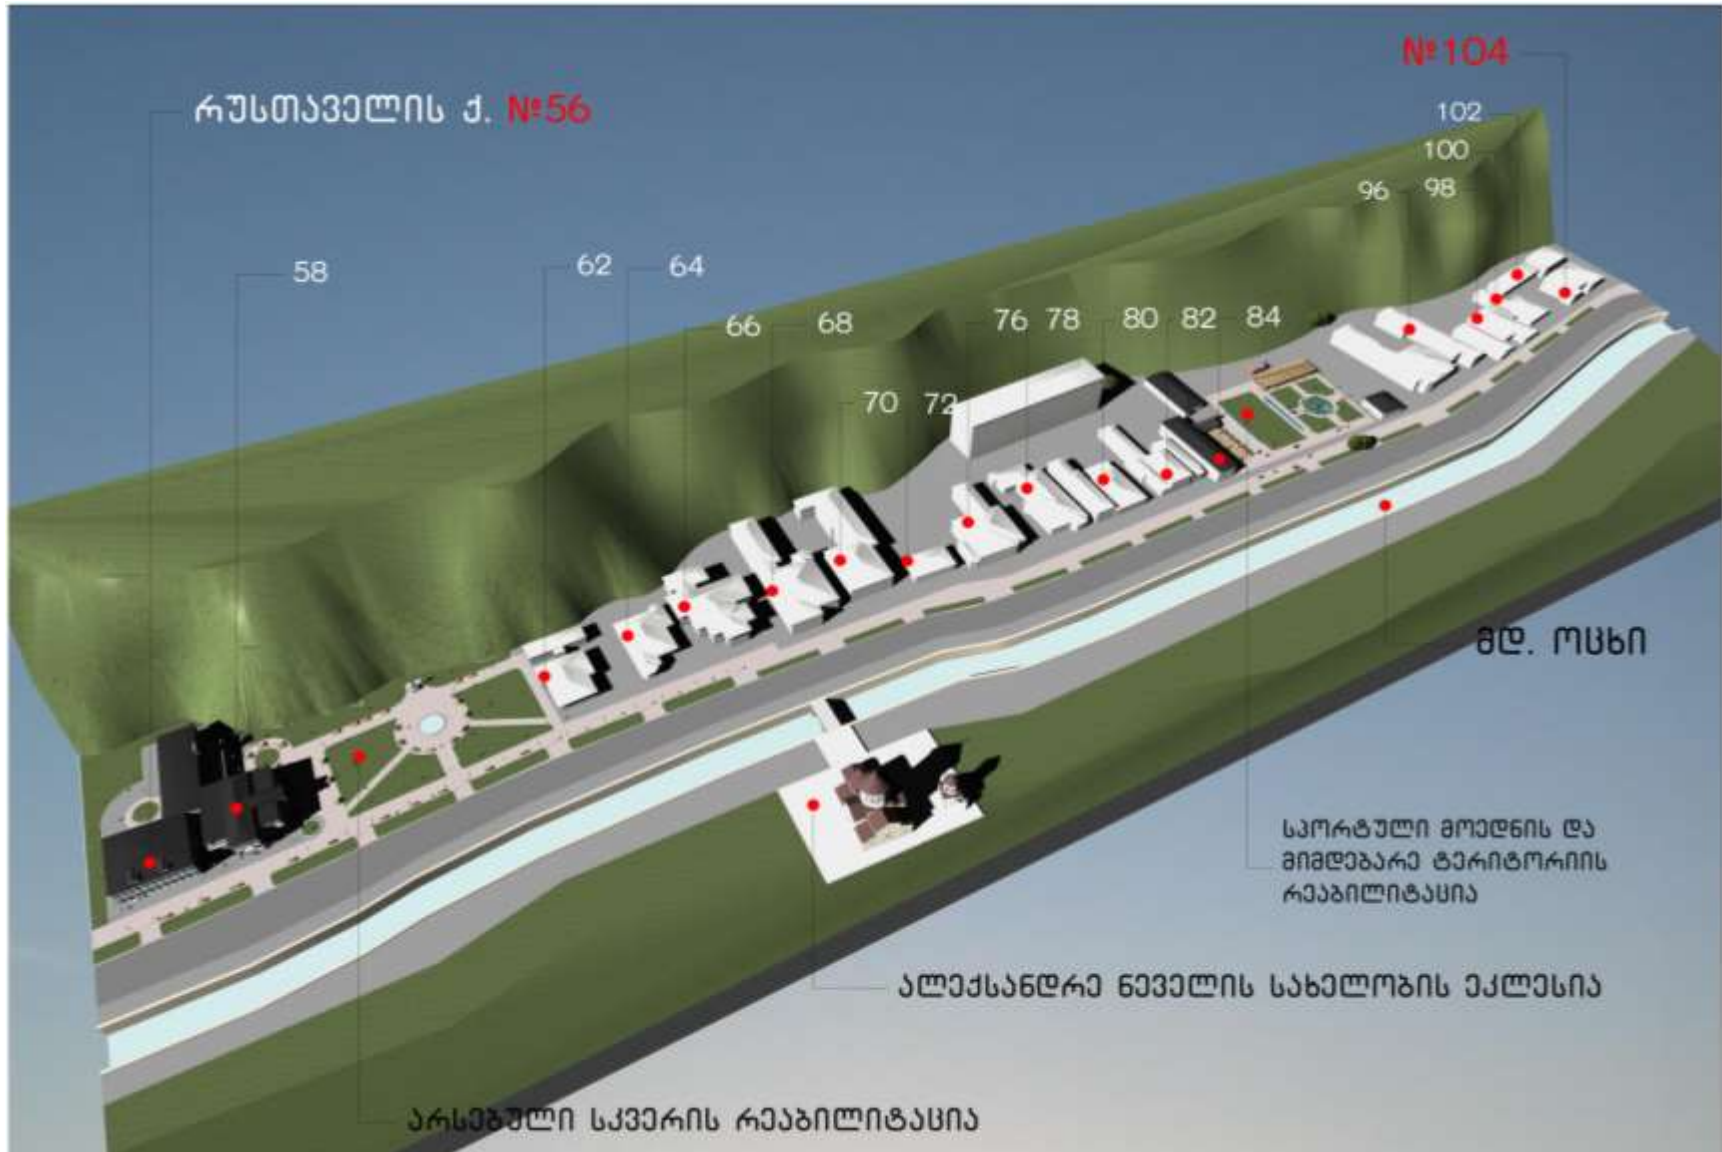 №104
რუსთაველის ქ. №56
102
100
96 98
58
62 64
66 68
76 78 80 82 84
70 72
მდ. ოცხი
სპორტული მოედნის და
მიმდებარე ტერიტორიის
რეაბილიტაცია
ალექსანდრე ნეველის სახელობის ეკლესია
არსებული სკვერის რეაბილიტაცია